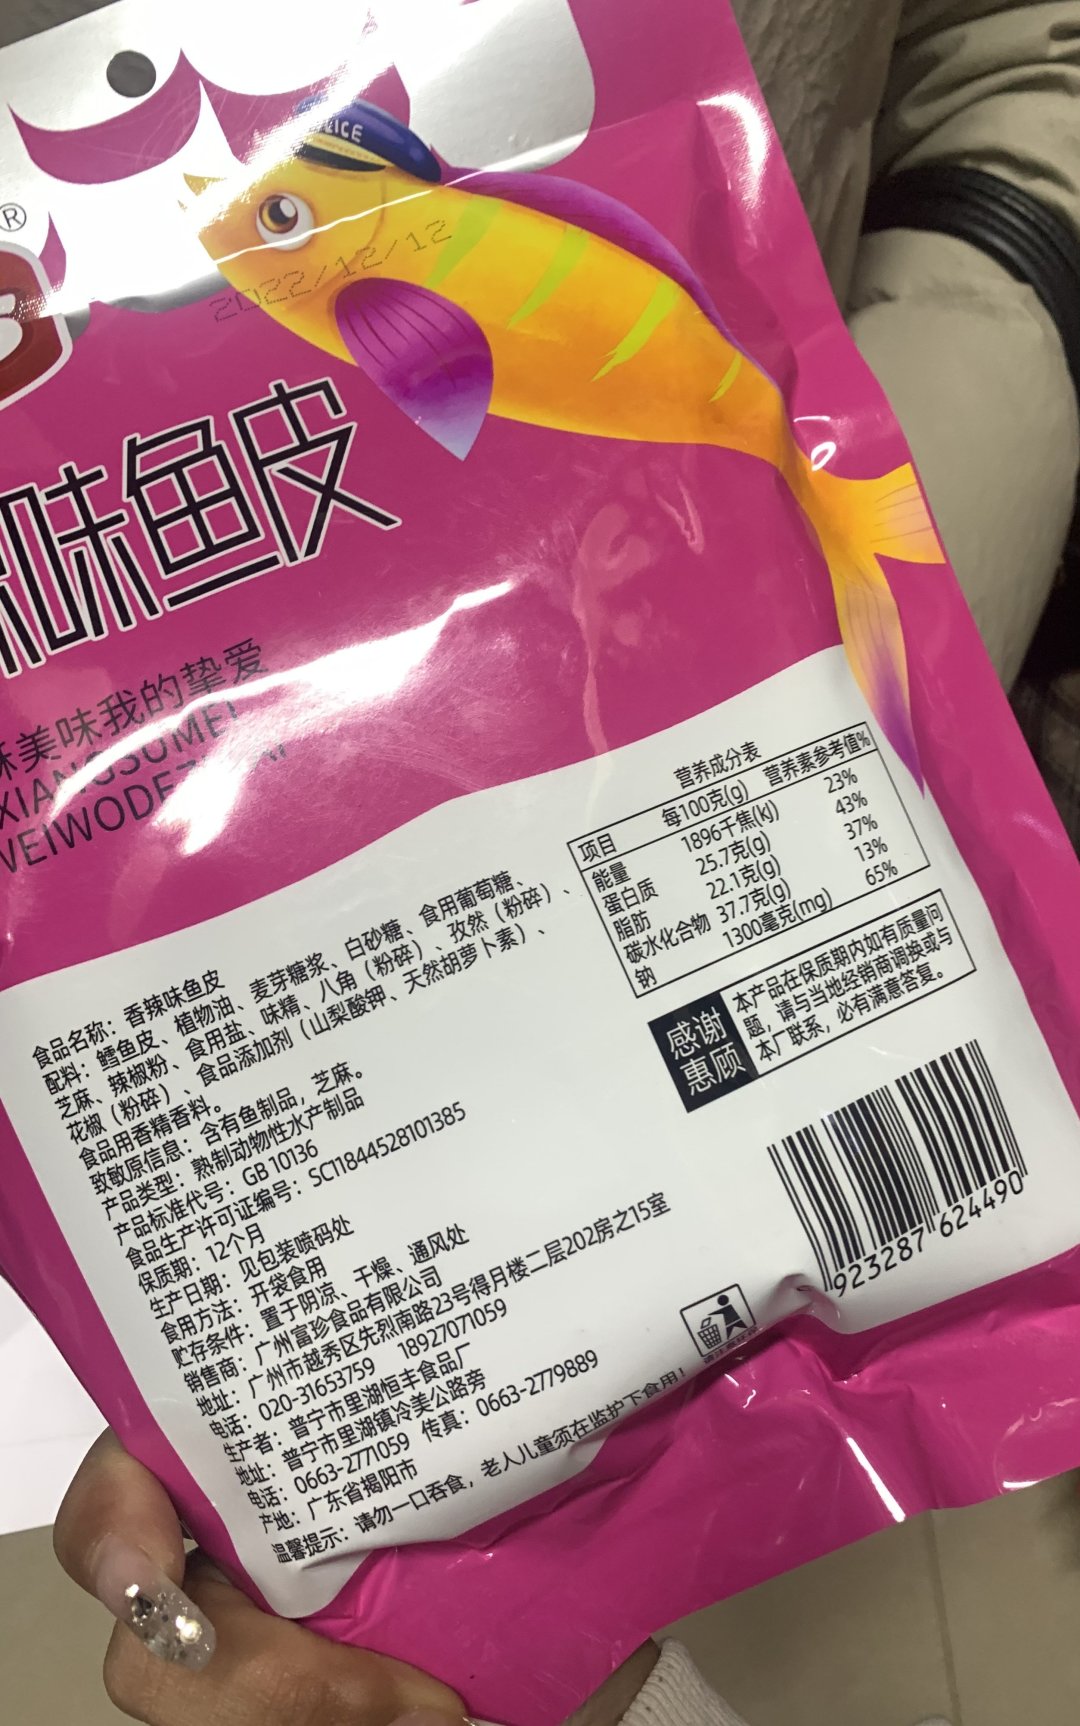 ®
2022/12/12
味鱼皮
美味我的挚爱
营养成分表
项目 每100克(g) 营养素参考值%
能量 1896千焦(kJ) 23%
蛋白质 25.7克(g) 43%
脂肪 22.1克(g) 37%
碳水化合物 37.7克(g) 13%
钠 1300毫克(mg) 65%
感谢惠顾
本产品在保质期内如有质量问
题，请与当地经销商调换或与
本厂联系，必有满意答复。
食品名称：香辣味鱼皮
配料：鳕鱼皮、植物油、麦芽糖浆、白砂糖、食用葡萄糖、
芝麻、辣椒粉、食用盐、味精、八角（粉碎）、孜然（粉碎）、
花椒（粉碎）、食品添加剂（山梨酸钾、天然胡萝卜素）、
食品用香精香料。
致敏原信息：含有鱼制品，芝麻。
产品类型：熟制动物性水产制品
产品标准代号：GB 10136
食品生产许可证编号：SC11844528101385
保质期：12个月
生产日期：见包装喷码处
食用方法：开袋食用
贮存条件：置于阴凉、干燥、通风处
销售商：广州富珍食品有限公司
地址：广州市越秀区先烈南路23号得月楼二层202房之15室
电话：020-31653759 18927071059
生产者：普宁市里湖恒丰食品厂
地址：普宁市里湖镇冷美公路旁
电话：0663-2771059 传真：0663-2779889
产地：广东省揭阳市
温馨提示：请勿一口吞食，老人儿童须在监护下食用！
923287 624490